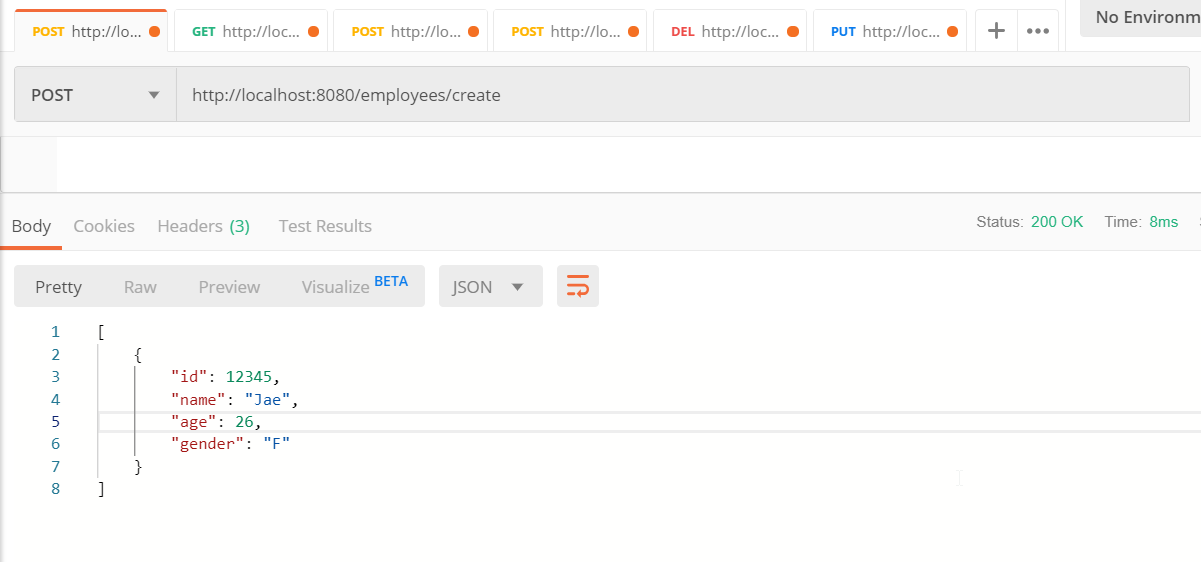 POST http://lo... GET http://loc... POST http://lo... POST http://lo... DEL http://loc... PUT http://loc... + ••• No Environm
POST http://localhost:8080/employees/create
Body Cookies Headers (3) Test Results Status: 200 OK Time: 8ms
Pretty Raw Preview Visualize BETA JSON
1 [
2 {
3 "id": 12345,
4 "name": "Jae",
5 "age": 26,
6 "gender": "F"
7 }
8 ]